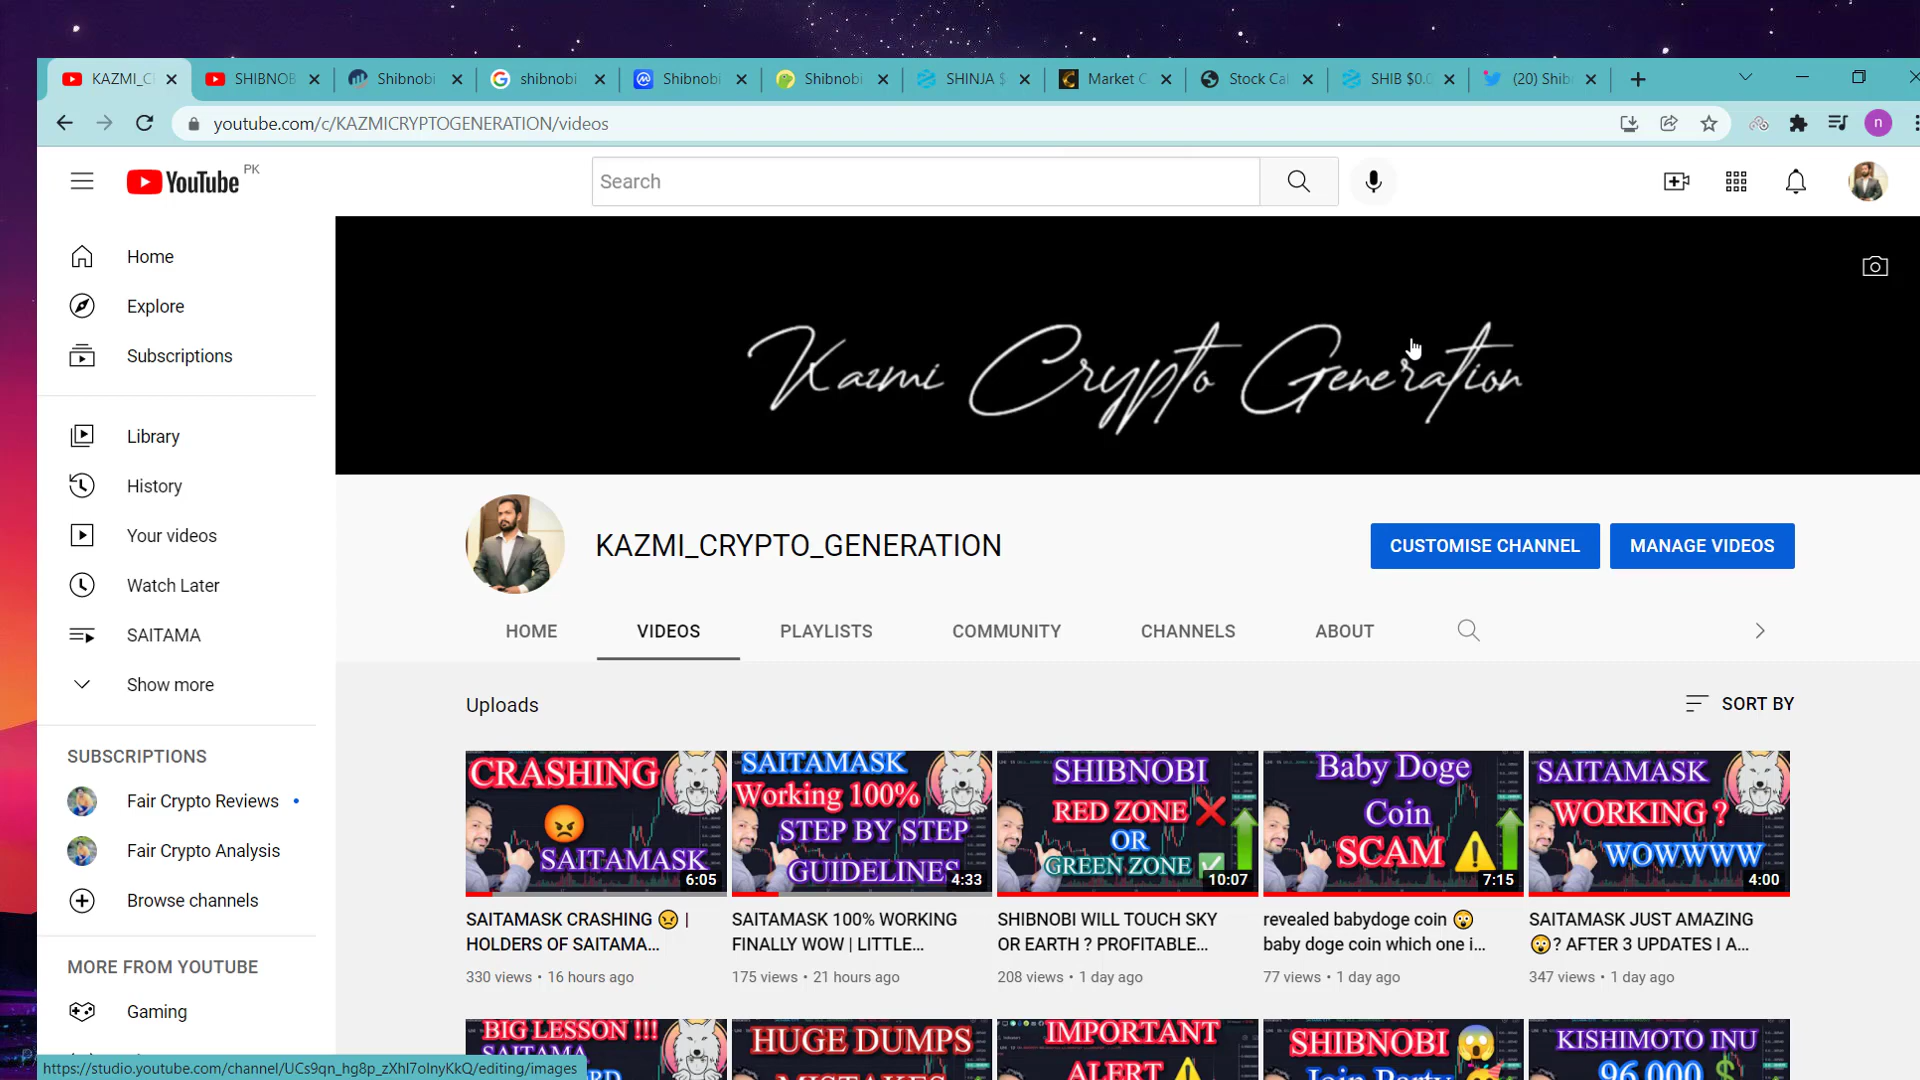 KAZMI_C
SHIBNOB
Shibnobi
shibnobi
Shibnobi
Shibnobi
SHINJA $
Market C
Stock Cal
SHIB $0.0
(20) Shib
youtube.com/c/KAZMICRYPTOGENERATION/videos
n
YouTube PK
Search
Home
Explore
Subscriptions
Library
History
Your videos
Watch Later
SAITAMA
Show more
SUBSCRIPTIONS
Fair Crypto Reviews
Fair Crypto Analysis
Browse channels
MORE FROM YOUTUBE
Gaming
Kazmi Crypto Generation
KAZMI_CRYPTO_GENERATION
CUSTOMISE CHANNEL
MANAGE VIDEOS
HOME
VIDEOS
PLAYLISTS
COMMUNITY
CHANNELS
ABOUT
Uploads
SORT BY
CRASHING
SAITAMASK
6:05
SAITAMASK CRASHING 😠 |
HOLDERS OF SAITAMA...
330 views • 16 hours ago
SAITAMASK
Working 100%
STEP BY STEP
GUIDELINES
4:33
SAITAMASK 100% WORKING
FINALLY WOW | LITTLE...
175 views • 21 hours ago
SHIBNOBI
RED ZONE ❌
OR
GREEN ZONE ✅
10:07
SHIBNOBI WILL TOUCH SKY
OR EARTH ? PROFITABLE...
208 views • 1 day ago
Baby Doge
Coin
SCAM ⚠
7:15
revealed babydoge coin 😲
baby doge coin which one i...
77 views • 1 day ago
SAITAMASK
WORKING ?
WOWWWW
4:00
SAITAMASK JUST AMAZING
😲? AFTER 3 UPDATES I A...
347 views • 1 day ago
BIG LESSON !!!
SAITAMA
HUGE DUMPS
MISTAKES
IMPORTANT
ALERT
SHIBNOBI
Join Party
KISHIMOTO INU
96,000 $
https://studio.youtube.com/channel/UCs9qn_hg8p_zXhI7oInyKkQ/editing/images